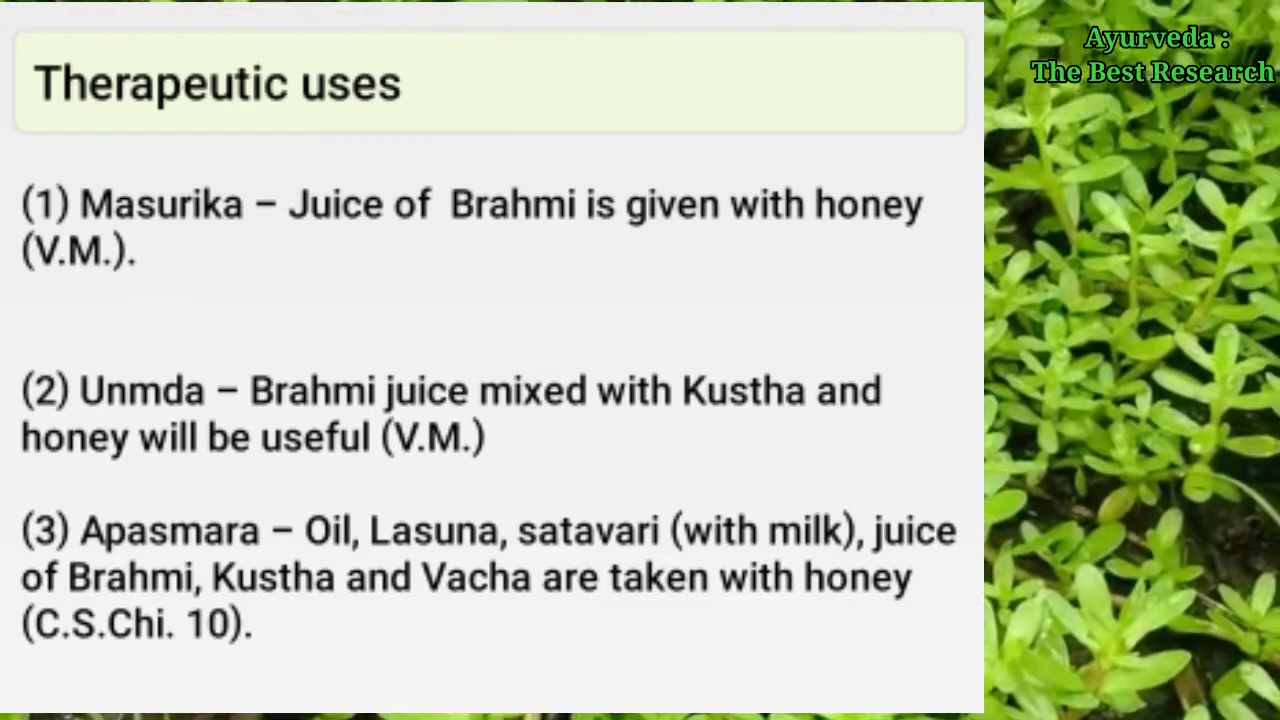 Therapeutic uses
Ayurveda :
The Best Research
(1) Masurika – Juice of Brahmi is given with honey
(V.M.).
(2) Unmda – Brahmi juice mixed with Kustha and
honey will be useful (V.M.)
(3) Apasmara – Oil, Lasuna, satavari (with milk), juice
of Brahmi, Kustha and Vacha are taken with honey
(C.S.Chi. 10).